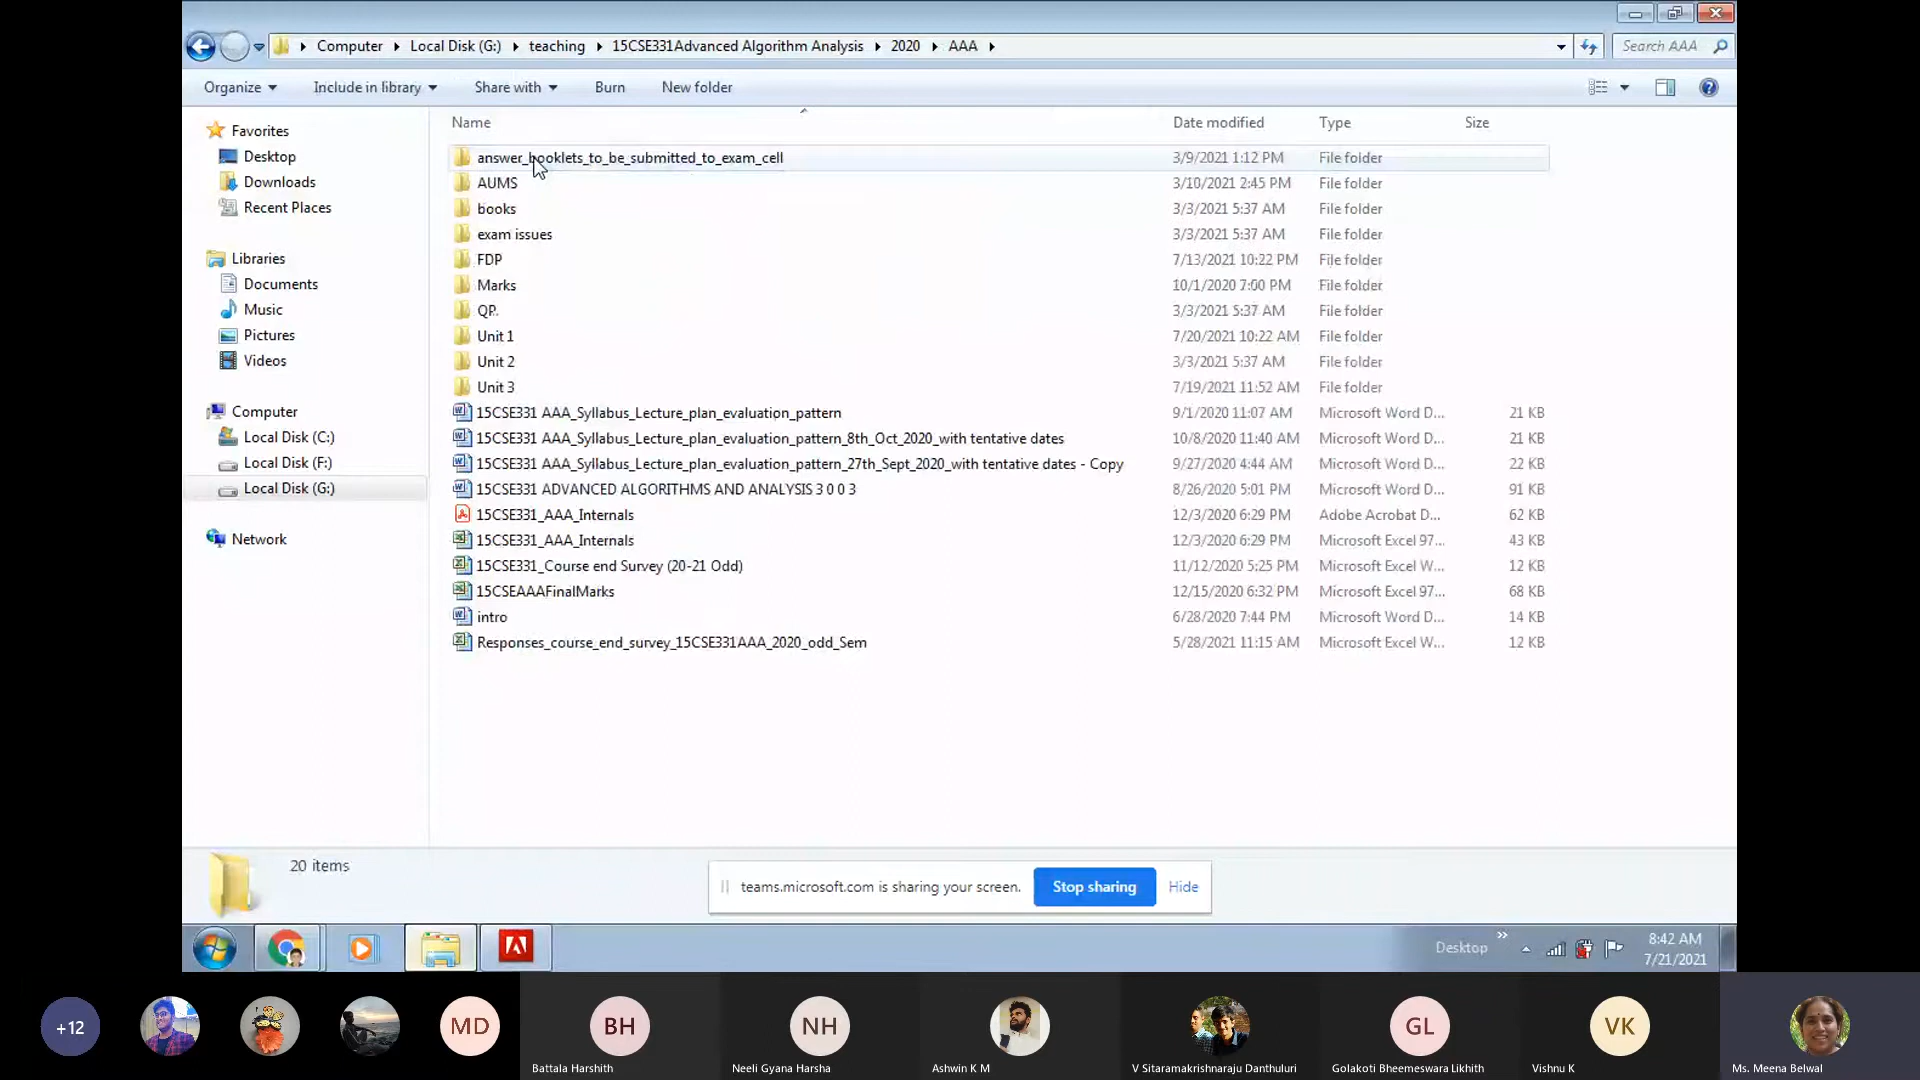 Computer Local Disk (G:) teaching 15CSE331Advanced Algorithm Analysis 2020 AAA Search AAA
Organize Include in library Share with Burn New folder
Name Date modified Type Size
Favorites
Desktop
Downloads
Recent Places
Libraries
Documents
Music
Pictures
Videos
Computer
Local Disk (C:)
Local Disk (F:)
Local Disk (G:)
Network
answer_booklets_to_be_submitted_to_exam_cell 3/9/2021 1:12 PM File folder
AUMS 3/10/2021 2:45 PM File folder
books 3/3/2021 5:37 AM File folder
exam issues 3/3/2021 5:37 AM File folder
FDP 7/13/2021 10:22 PM File folder
Marks 10/1/2020 7:00 PM File folder
QP. 3/3/2021 5:37 AM File folder
Unit 1 7/20/2021 10:22 AM File folder
Unit 2 3/3/2021 5:37 AM File folder
Unit 3 7/19/2021 11:52 AM File folder
15CSE331 AAA_Syllabus_Lecture_plan_evaluation_pattern 9/1/2020 11:07 AM Microsoft Word D... 21 KB
15CSE331 AAA_Syllabus_Lecture_plan_evaluation_pattern_8th_Oct_2020_with tentative dates 10/8/2020 11:40 AM Microsoft Word D... 21 KB
15CSE331 AAA_Syllabus_Lecture_plan_evaluation_pattern_27th_Sept_2020_with tentative dates - Copy 9/27/2020 4:44 AM Microsoft Word D... 22 KB
15CSE331 ADVANCED ALGORITHMS AND ANALYSIS 3 0 0 3 8/26/2020 5:01 PM Microsoft Word D... 91 KB
15CSE331_AAA_Internals 12/3/2020 6:29 PM Adobe Acrobat D... 62 KB
15CSE331_AAA_Internals 12/3/2020 6:29 PM Microsoft Excel 97... 43 KB
15CSE331_Course end Survey (20-21 Odd) 11/12/2020 5:25 PM Microsoft Excel W... 12 KB
15CSEAAAFinalMarks 12/15/2020 6:32 PM Microsoft Excel 97... 68 KB
intro 6/28/2020 7:44 PM Microsoft Word D... 14 KB
Responses_course_end_survey_15CSE331AAA_2020_odd_Sem 5/28/2021 11:15 AM Microsoft Excel W... 12 KB
20 items
teams.microsoft.com is sharing your screen. Stop sharing Hide
Desktop
8:42 AM
7/21/2021
+12 MD BH NH GL VK
Battala Harshith Neeli Gyana Harsha Ashwin K M V Sitaramakrishnaraju Danthuluri Golakoti Bheemeswara Likhith Vishnu K Ms. Meena Belwal